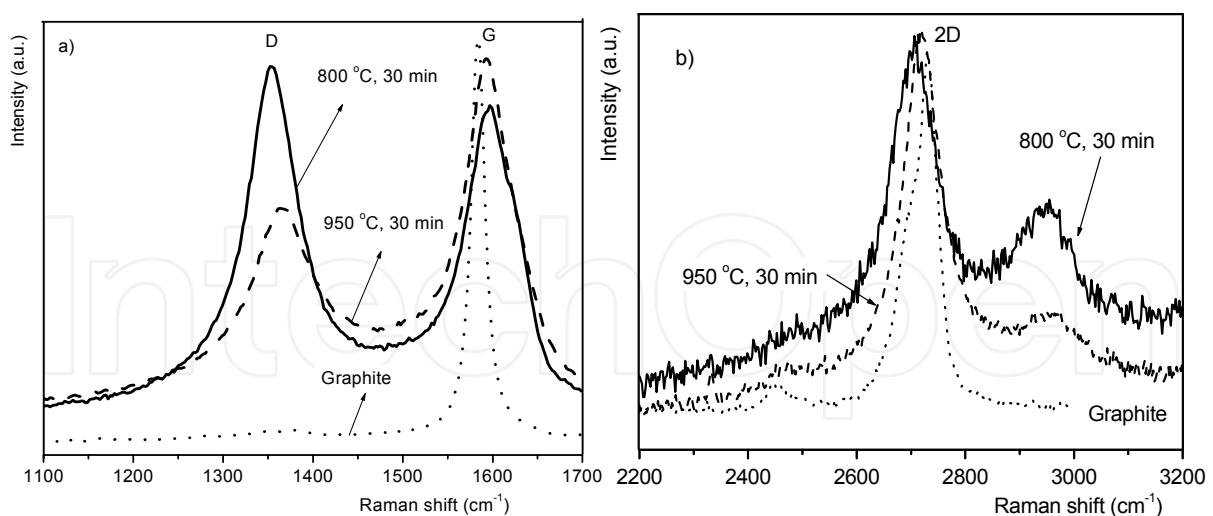 a)
D
G
800 °C, 30 min
950 °C, 30 min
Graphite
Intensity (a.u.)
1100 1200 1300 1400 1500 1600 1700
Raman shift (cm⁻¹)
b)
2D
800 °C, 30 min
950 °C, 30 min
Graphite
Intensity (a.u.)
2200 2400 2600 2800 3000 3200
Raman shift (cm⁻¹)
IntechOpen